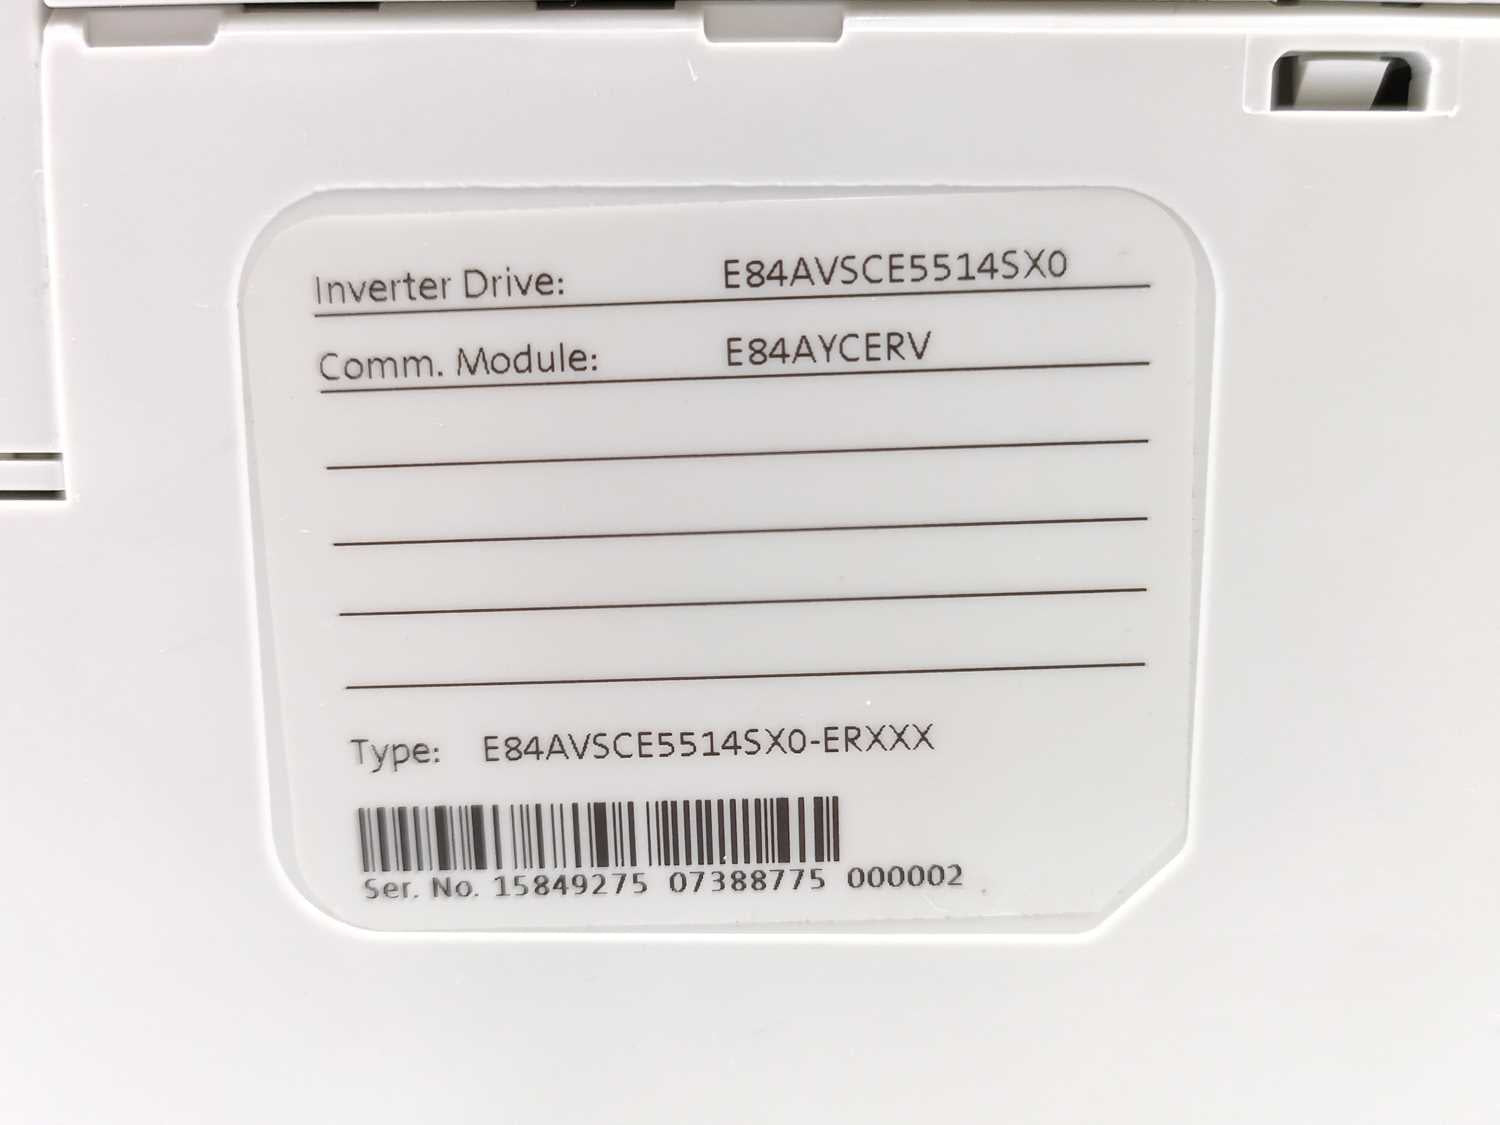 Inverter Drive: E84AVSCE5514SX0
Comm. Module: E84AYCERV
Type: E84AVSCE5514SX0-ERXXX
Ser. No. 15849275 07388775 000002